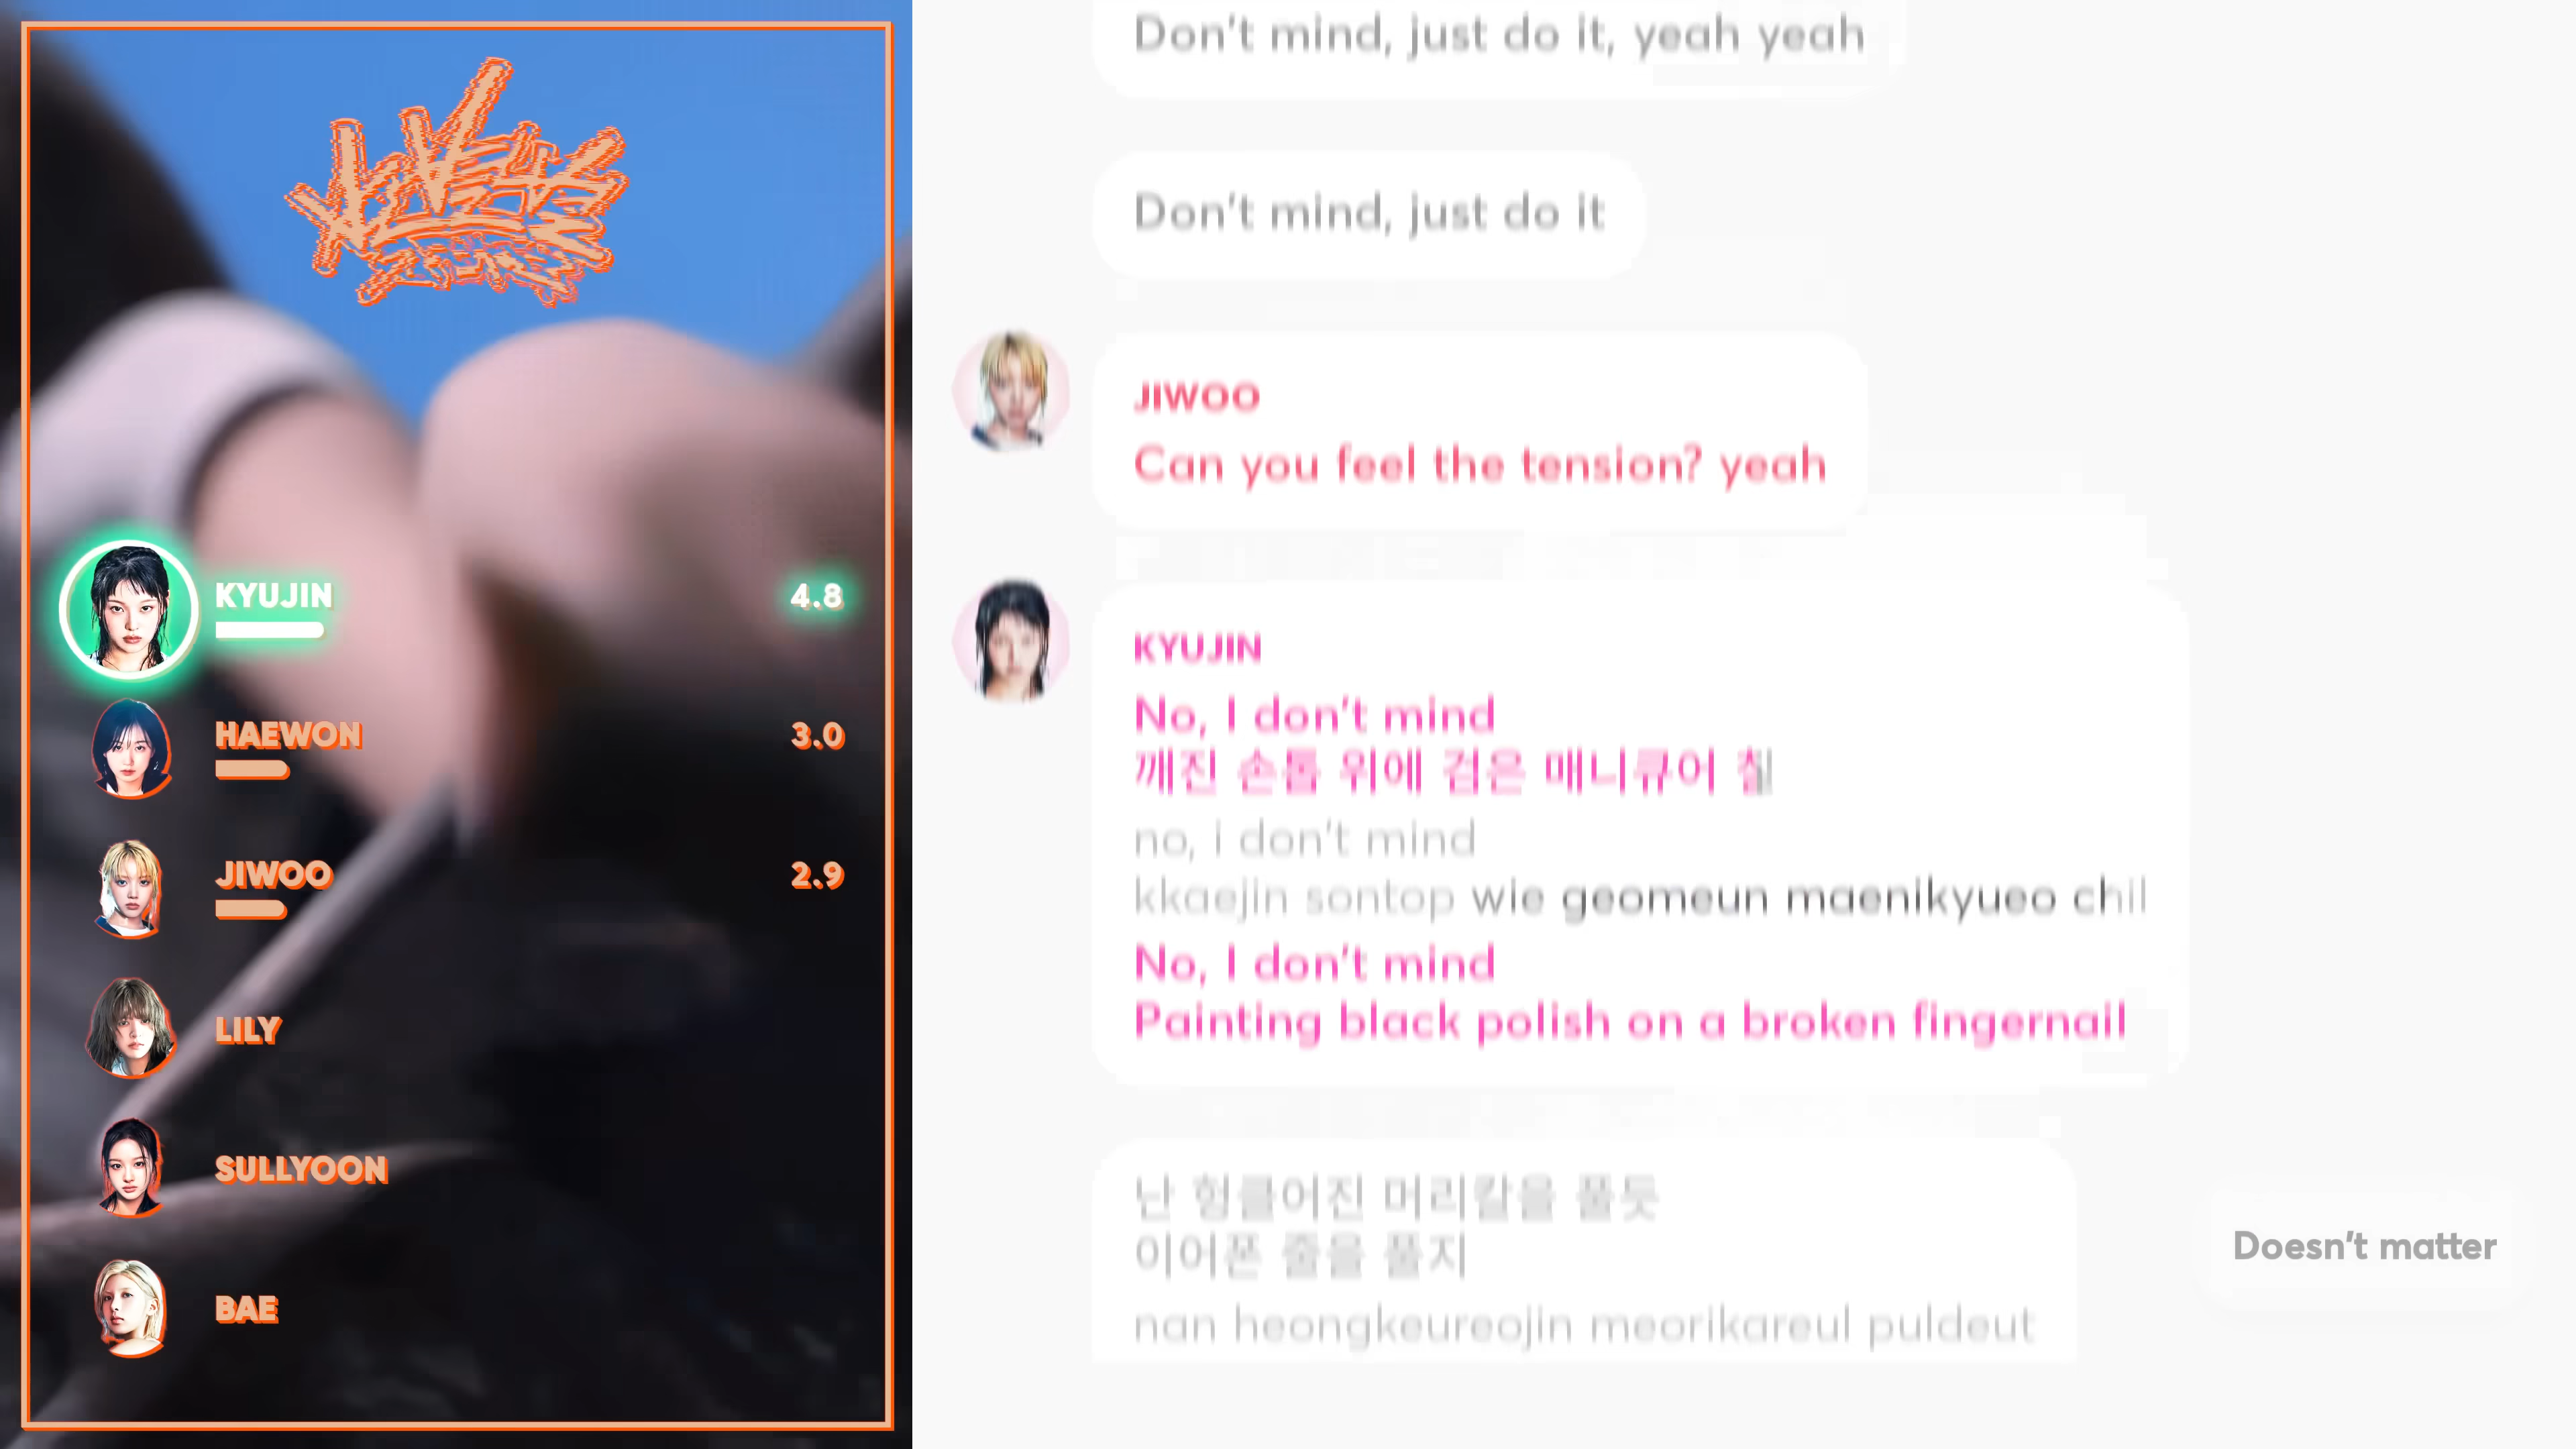 KYUJIN
4.8
HAEWON
3.0
JIWOO
2.9
LILY
SULLYOON
BAE
Don't mind, just do it, yeah yeah
Don't mind, just do it
JIWOO
Can you feel the tension? yeah
KYUJIN
No, I don't mind
깨진 손톱 위에 검은 매니큐어 칠
no, i don't mind
kkaejin sontop wie geomeun maenikyueo chil
No, I don't mind
Painting black polish on a broken fingernail
난 헝클어진 머리칼을 풀듯
이어폰 줄을 풀지
nan heongkeureojin meorikareul puldeut
Doesn't matter